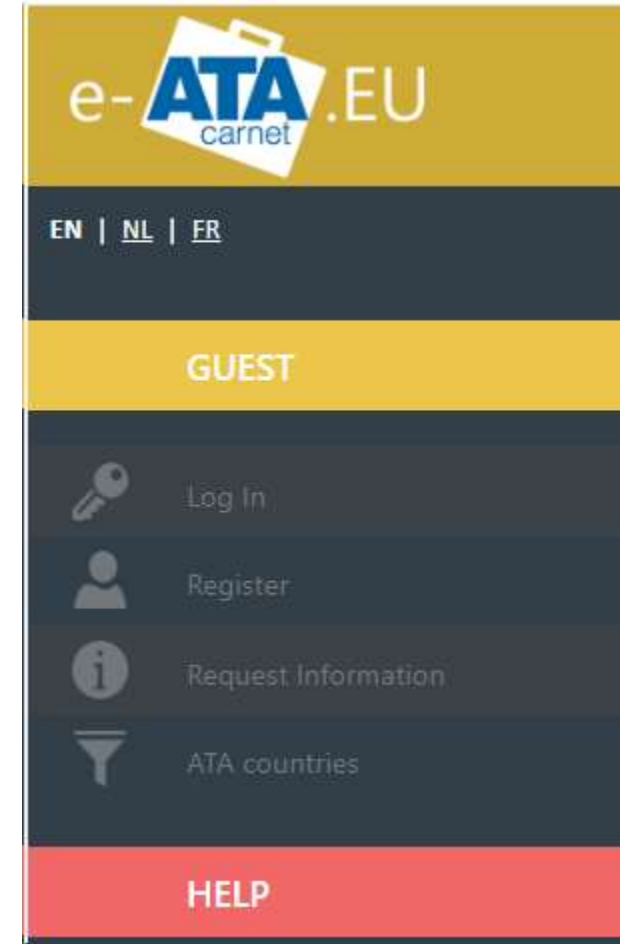 e-ATA.EU
carnet
EN | NL | FR
GUEST
Log In
Register
Request Information
ATA countries
HELP